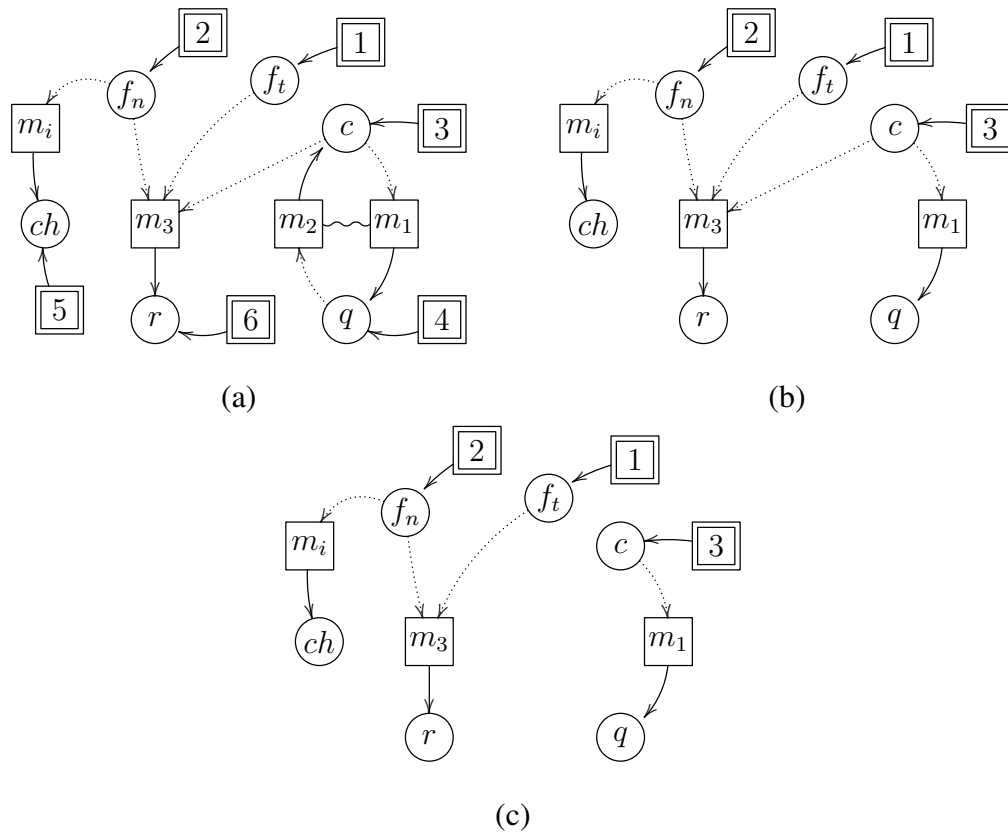 2 1
f_n f_t
m_i c 3
ch m_3 m_2 m_1
5 r 6 q 4
(a)
2 1
f_n f_t
m_i c 3
ch m_3 m_1
r q
(b)
2 1
f_n f_t
m_i c 3
ch m_3 m_1
r q
(c)